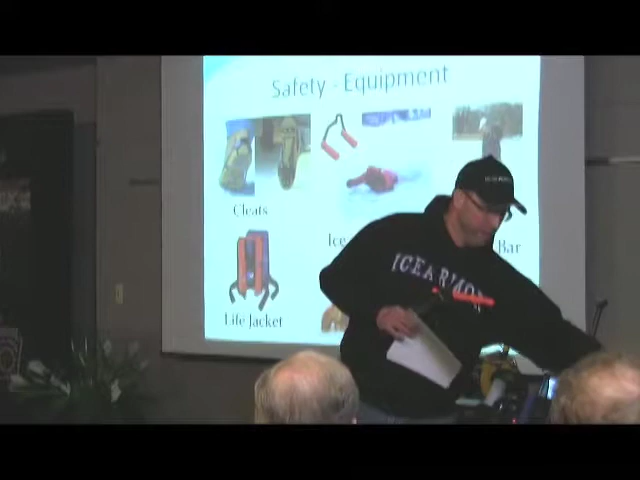 Safety - Equipment
Cleats
Ice
Bar
Life Jacket
ICEARMOR